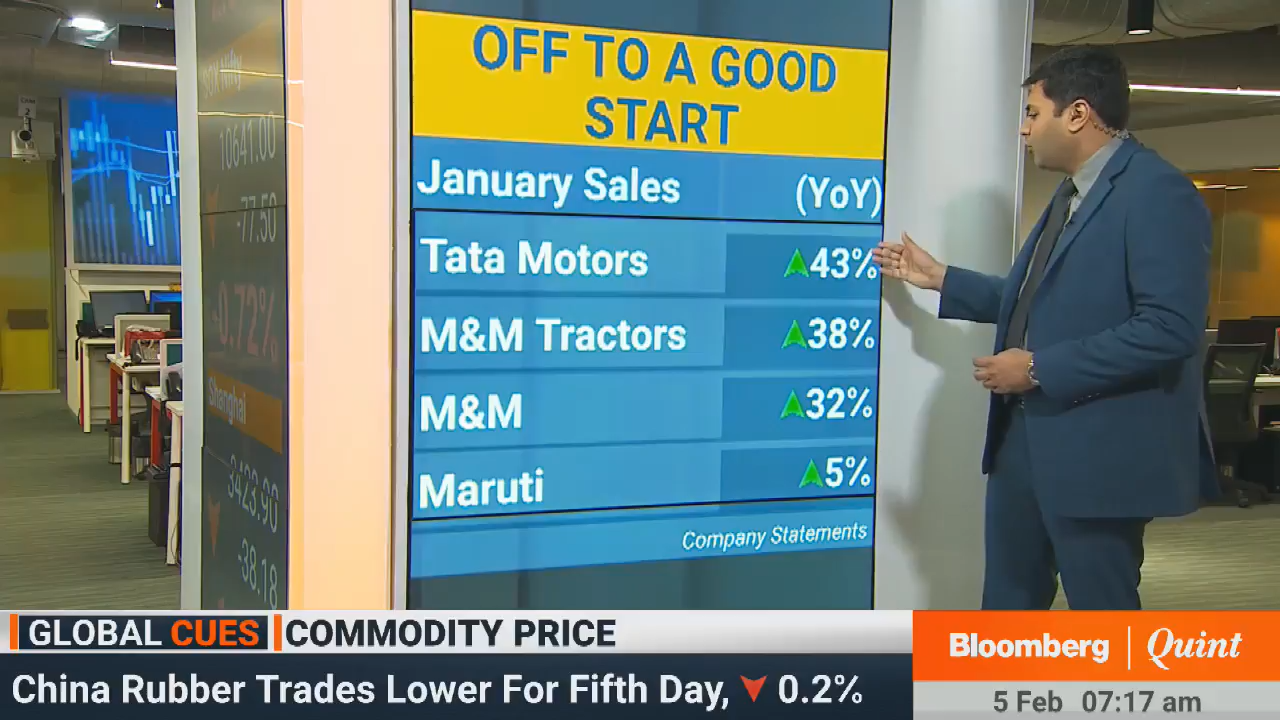 OFF TO A GOOD
START
January Sales (YoY)
Tata Motors 43%
M&M Tractors 38%
M&M 32%
Maruti 5%
Company Statements
SGX Nifty
10641.00
-77.50
-0.72%
Shanghai
3423.90
-38.18
GLOBAL CUES COMMODITY PRICE
China Rubber Trades Lower For Fifth Day, 0.2%
Bloomberg | Quint
5 Feb 07:17 am